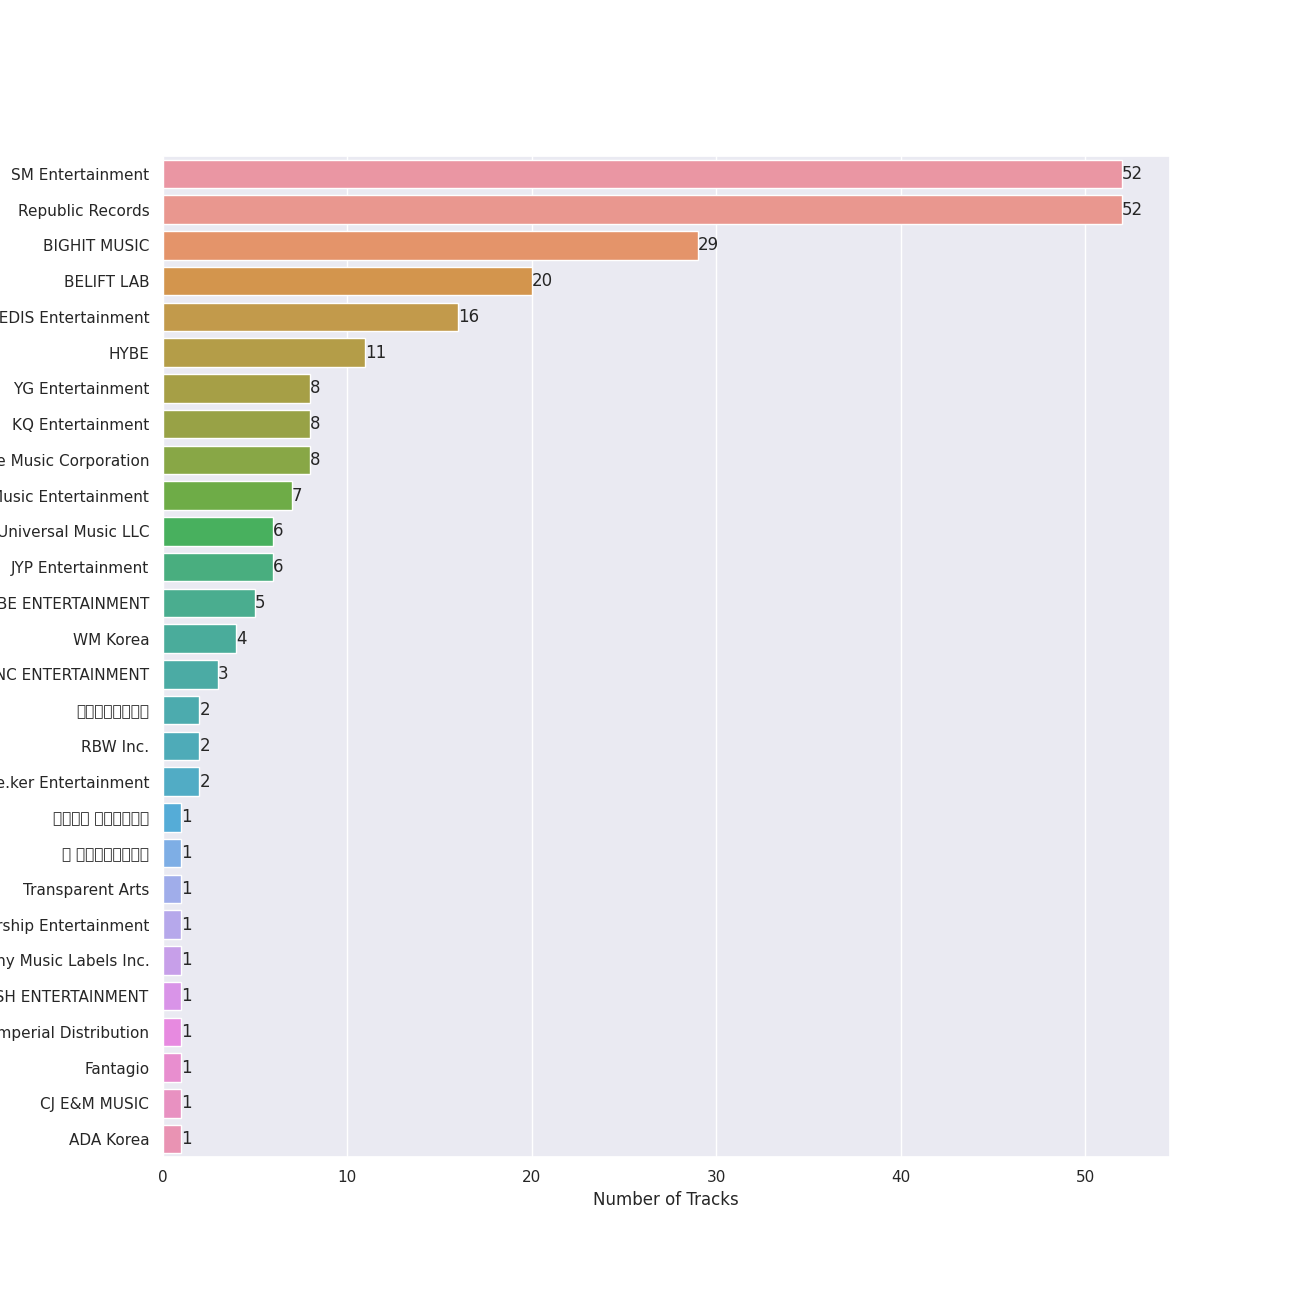 SM Entertainment 52
Republic Records 52
BIGHIT MUSIC 29
BELIFT LAB 20
EDIS Entertainment 16
HYBE 11
YG Entertainment 8
KQ Entertainment 8
e Music Corporation 8
Music Entertainment 7
Universal Music LLC 6
JYP Entertainment 6
BE ENTERTAINMENT 5
WM Korea 4
NC ENTERTAINMENT 3
2
RBW Inc. 2
e.ker Entertainment 2
1
1
Transparent Arts 1
rship Entertainment 1
ny Music Labels Inc. 1
SH ENTERTAINMENT 1
mperial Distribution 1
Fantagio 1
CJ E&M MUSIC 1
ADA Korea 1
0 10 20 30 40 50
Number of Tracks